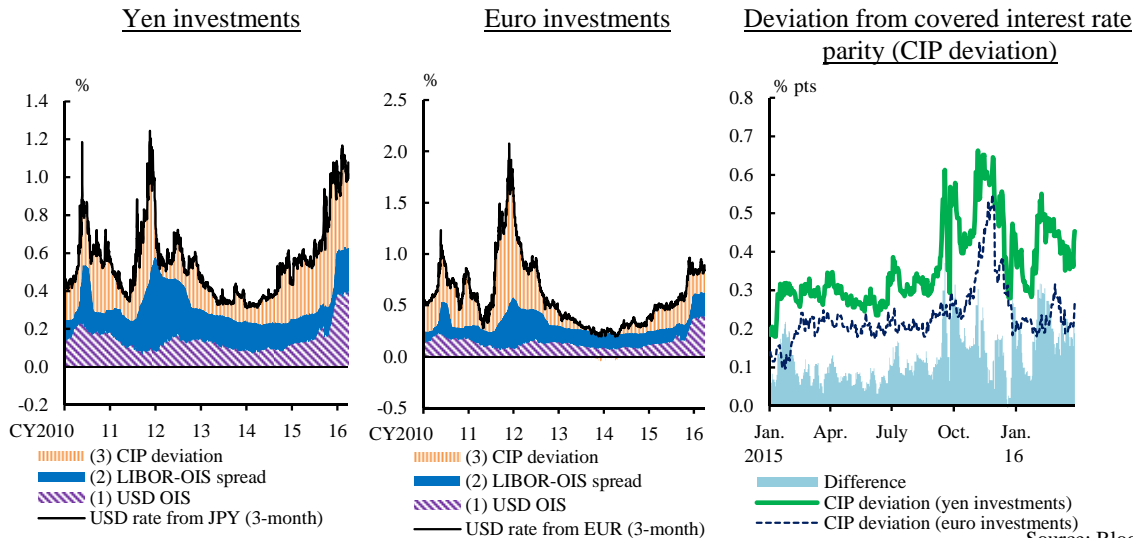 Yen investments
%
1.4
1.2
1.0
0.8
0.6
0.4
0.2
0.0
-0.2
CY2010 11 12 13 14 15 16
(3) CIP deviation
(2) LIBOR-OIS spread
(1) USD OIS
USD rate from JPY (3-month)
Euro investments
%
2.5
2.0
1.5
1.0
0.5
0.0
-0.5
CY2010 11 12 13 14 15 16
(3) CIP deviation
(2) LIBOR-OIS spread
(1) USD OIS
USD rate from EUR (3-month)
Deviation from covered interest rate
parity (CIP deviation)
% pts
0.8
0.7
0.6
0.5
0.4
0.3
0.2
0.1
0.0
Jan. Apr. July Oct. Jan.
2015 16
Difference
CIP deviation (yen investments)
CIP deviation (euro investments)
Source: